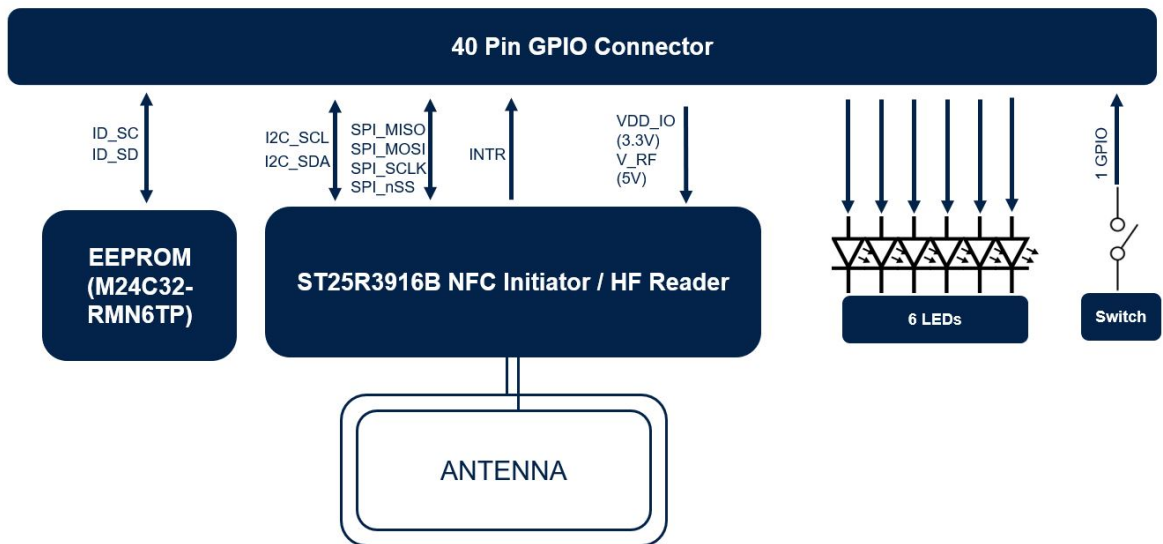 40 Pin GPIO Connector
ID_SC
ID_SD
I2C_SCL
I2C_SDA
SPI_MISO
SPI_MOSI
SPI_SCLK
SPI_nSS
INTR
VDD_IO
(3.3V)
V_RF
(5V)
1 GPIO
EEPROM
(M24C32-
RMN6TP)
ST25R3916B NFC Initiator / HF Reader
6 LEDs
Switch
ANTENNA